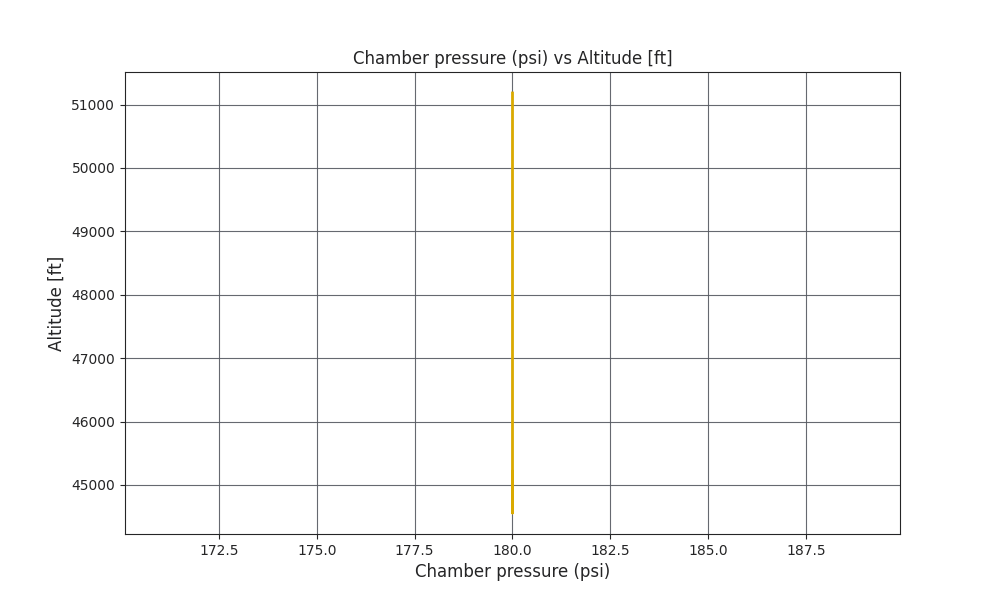 Chamber pressure (psi) vs Altitude [ft]
Altitude [ft]
51000
50000
49000
48000
47000
46000
45000
172.5 175.0 177.5 180.0 182.5 185.0 187.5
Chamber pressure (psi)